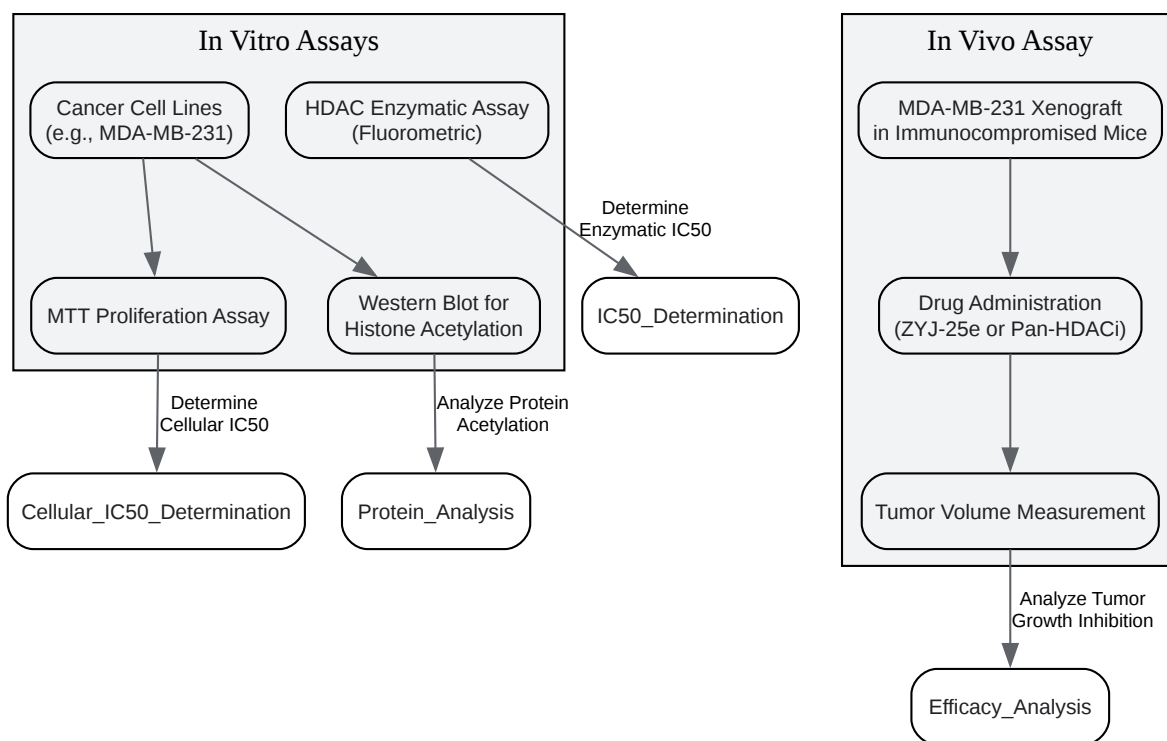 In Vitro Assays
Cancer Cell Lines
(e.g., MDA-MB-231)
HDAC Enzymatic Assay
(Fluorometric)
Determine
Enzymatic IC50
MTT Proliferation Assay
Western Blot for
Histone Acetylation
IC50_Determination
Determine
Cellular IC50
Analyze Protein
Acetylation
Cellular_IC50_Determination
Protein_Analysis
In Vivo Assay
MDA-MB-231 Xenograft
in Immunocompromised Mice
Drug Administration
(ZYJ-25e or Pan-HDACi)
Tumor Volume Measurement
Analyze Tumor
Growth Inhibition
Efficacy_Analysis